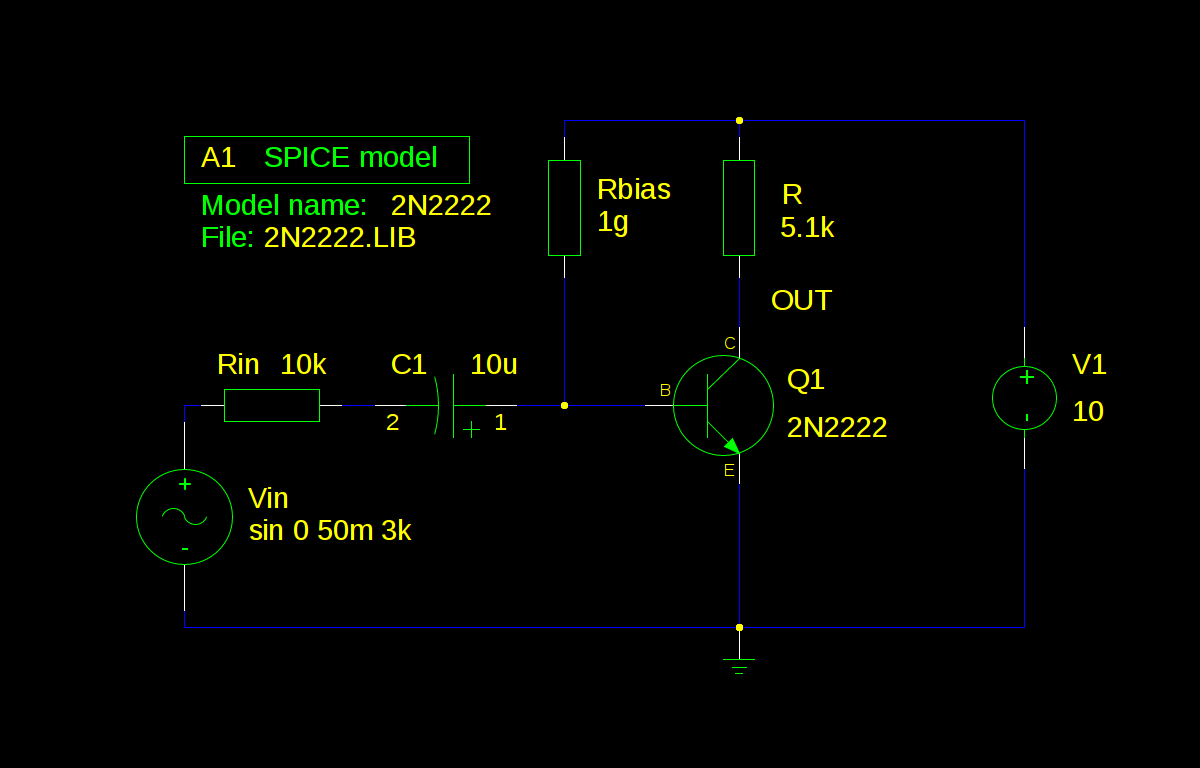 A1 SPICE model
Model name: 2N2222
File: 2N2222.LIB
Rbias
1g
R
5.1k
OUT
Rin 10k
C1 10u
2
1
+
C
B
E
Q1
2N2222
V1
10
+
-
Vin
sin 0 50m 3k
+
-